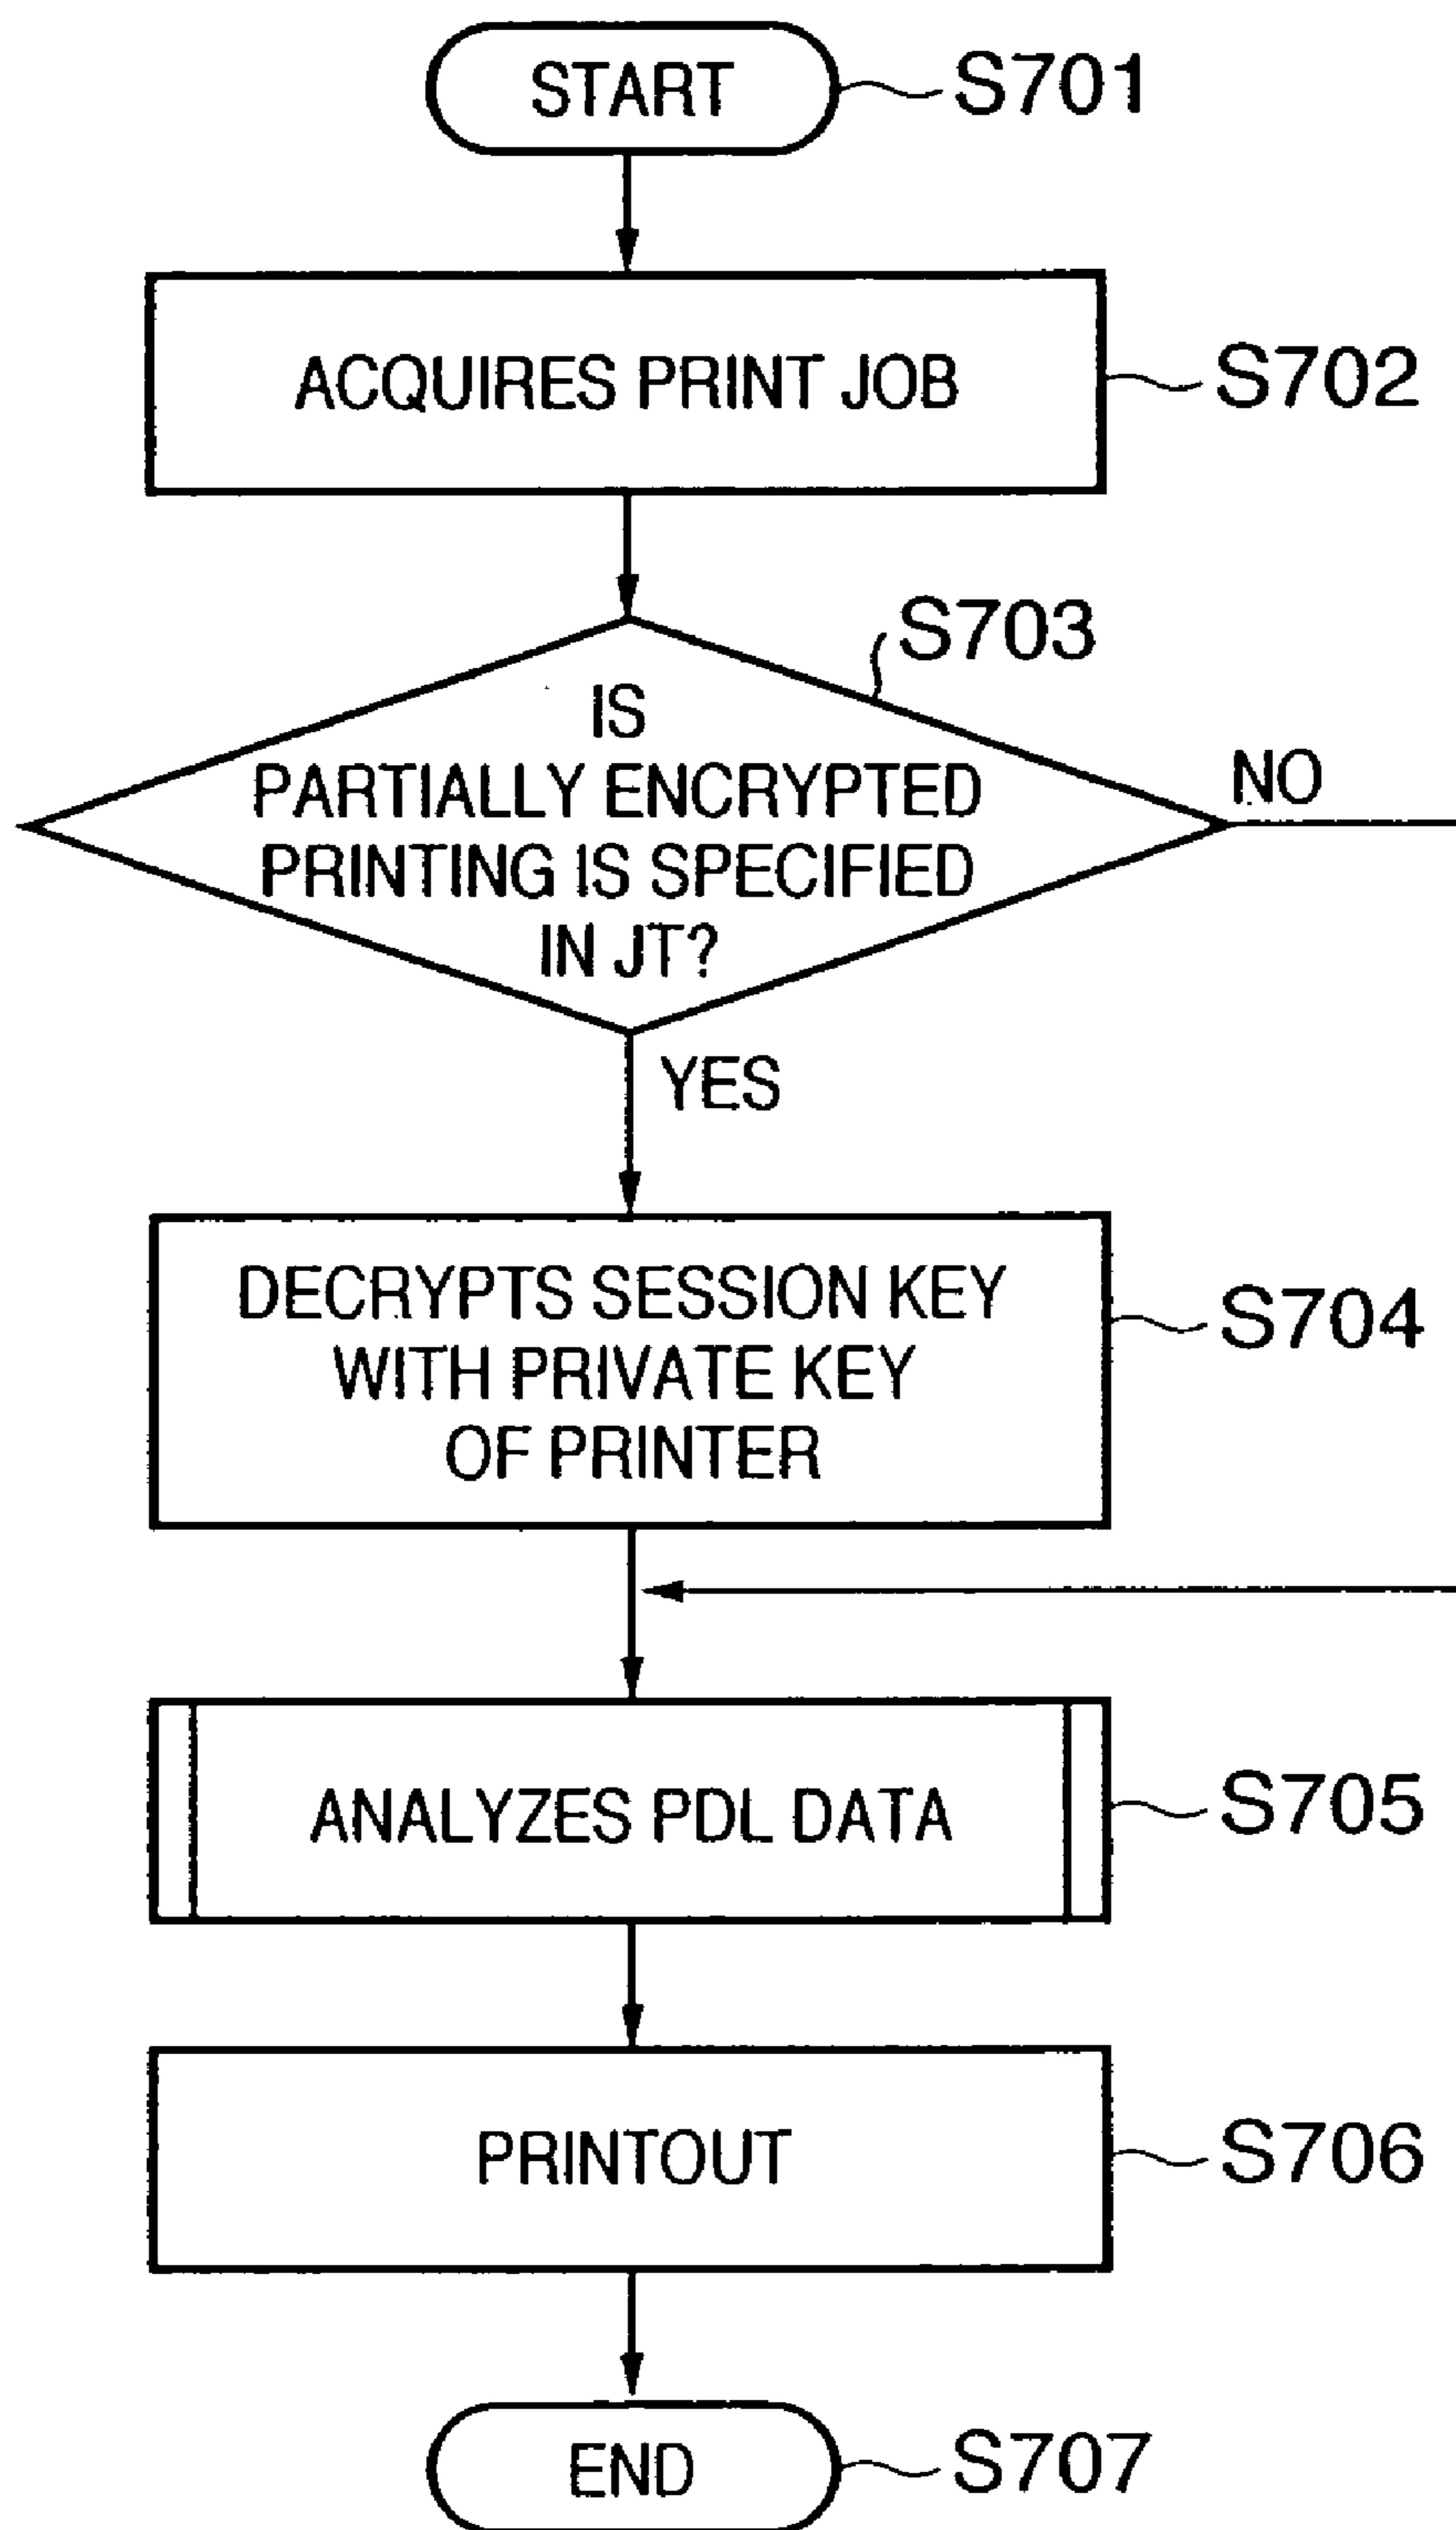 START
S701
ACQUIRES PRINT JOB
S702
S703
IS
PARTIALLY ENCRYPTED
PRINTING IS SPECIFIED
IN JT?
NO
YES
DECRYPTS SESSION KEY
WITH PRIVATE KEY
OF PRINTER
S704
ANALYZES PDL DATA
S705
PRINTOUT
S706
END
S707